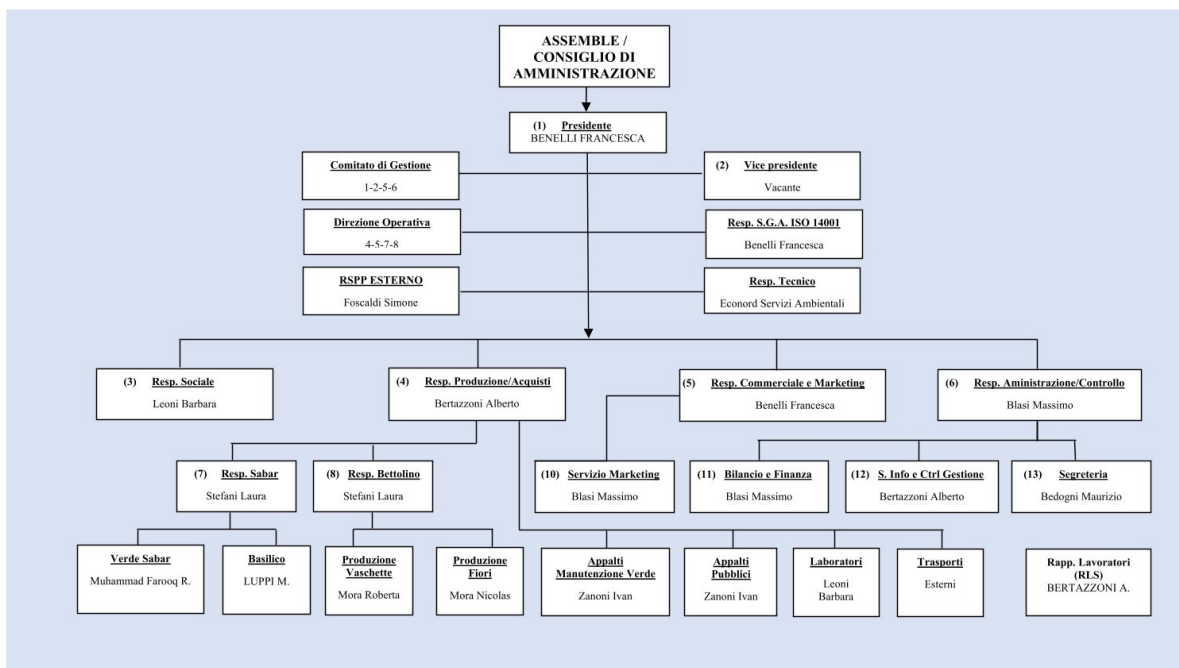 ASSEMBLE /
CONSIGLIO DI
AMMINISTRAZIONE
(1) Presidente
BENELLI FRANCESCA
Comitato di Gestione
1-2-5-6
(2) Vice presidente
Vacante
Direzione Operativa
4-5-7-8
Resp. S.G.A. ISO 14001
Benelli Francesca
RSPP ESTERNO
Foscaldi Simone
Resp. Tecnico
Econord Servizi Ambientali
(3) Resp. Sociale
Leoni Barbara
(4) Resp. Produzione/Acquisti
Bertazzoni Alberto
(5) Resp. Commerciale e Marketing
Benelli Francesca
(6) Resp. Aministrazione/Controllo
Blasi Massimo
(7) Resp. Sabar
Stefani Laura
(8) Resp. Bettolino
Stefani Laura
(10) Servizio Marketing
Blasi Massimo
(11) Bilancio e Finanza
Blasi Massimo
(12) S. Info e Ctrl Gestione
Bertazzoni Alberto
(13) Segreteria
Bedogni Maurizio
Verde Sabar
Muhammad Farooq R.
Basilico
LUPPI M.
Produzione
Vaschette
Mora Roberta
Produzione
Fiori
Mora Nicolas
Appalti
Manutenzione Verde
Zanoni Ivan
Appalti
Pubblici
Zanoni Ivan
Laboratori
Leoni
Barbara
Trasporti
Esterni
Rapp. Lavoratori
(RLS)
BERTAZZONI A.